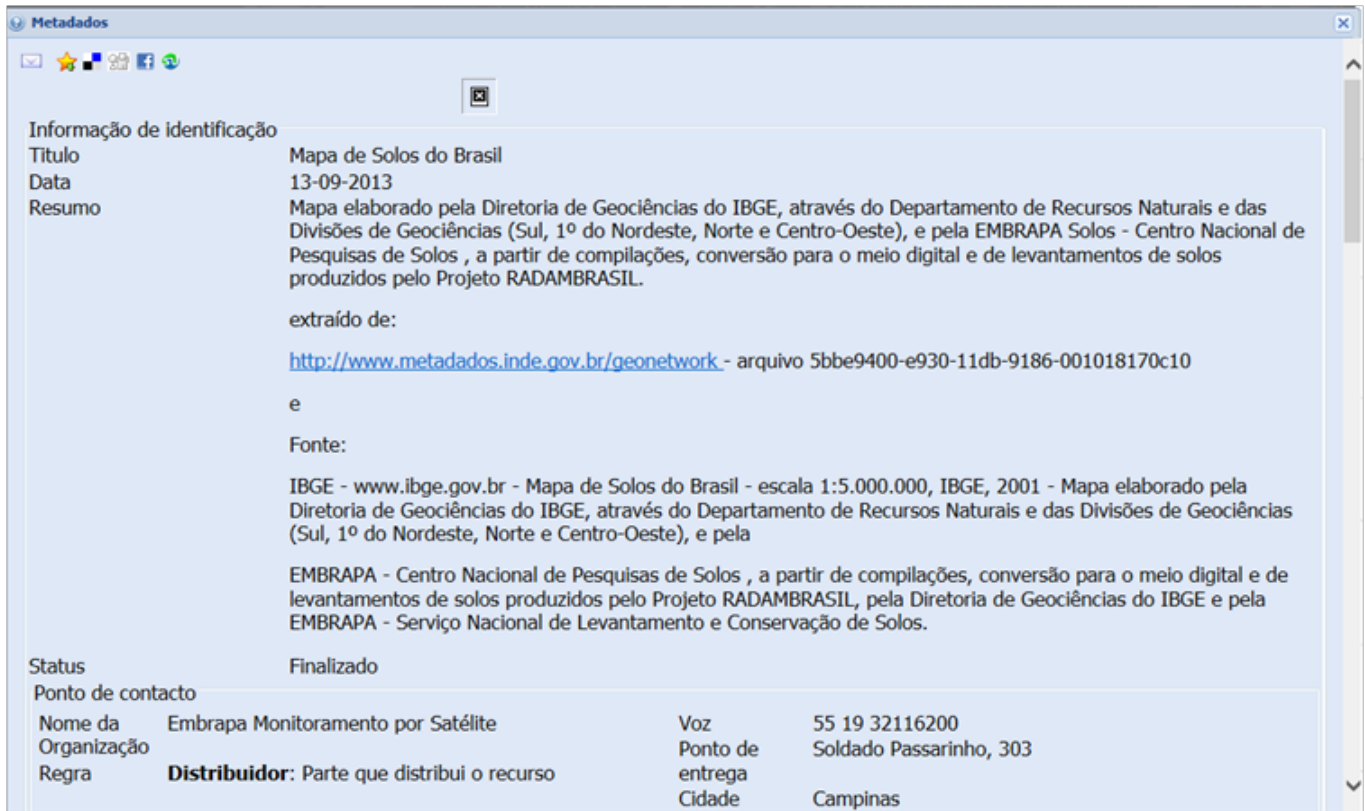 Metadados
Informação de identificação
Titulo Mapa de Solos do Brasil
Data 13-09-2013
Resumo Mapa elaborado pela Diretoria de Geociências do IBGE, através do Departamento de Recursos Naturais e das
Divisões de Geociências (Sul, 1º do Nordeste, Norte e Centro-Oeste), e pela EMBRAPA Solos - Centro Nacional de
Pesquisas de Solos , a partir de compilações, conversão para o meio digital e de levantamentos de solos
produzidos pelo Projeto RADAMBRASIL.
extraído de:
http://www.metadados.inde.gov.br/geonetwork - arquivo 5bbe9400-e930-11db-9186-001018170c10
e
Fonte:
IBGE - www.ibge.gov.br - Mapa de Solos do Brasil - escala 1:5.000.000, IBGE, 2001 - Mapa elaborado pela
Diretoria de Geociências do IBGE, através do Departamento de Recursos Naturais e das Divisões de Geociências
(Sul, 1º do Nordeste, Norte e Centro-Oeste), e pela
EMBRAPA - Centro Nacional de Pesquisas de Solos , a partir de compilações, conversão para o meio digital e de
levantamentos de solos produzidos pelo Projeto RADAMBRASIL, pela Diretoria de Geociências do IBGE e pela
EMBRAPA - Serviço Nacional de Levantamento e Conservação de Solos.
Status Finalizado
Ponto de contacto
Nome da Embrapa Monitoramento por Satélite
Organização
Regra Distribuidor: Parte que distribui o recurso
Voz 55 19 32116200
Ponto de Soldado Passarinho, 303
entrega
Cidade Campinas